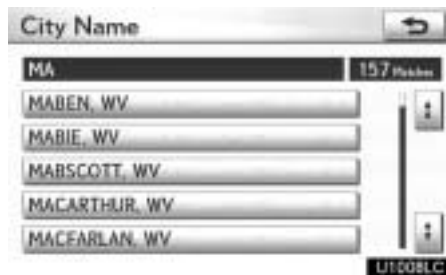 City Name
MA
157 Matches
MABEN, WV
MABIE, WV
MABSCOTT, WV
MACARTHUR, WV
MACFARLAN, WV
U1008LC